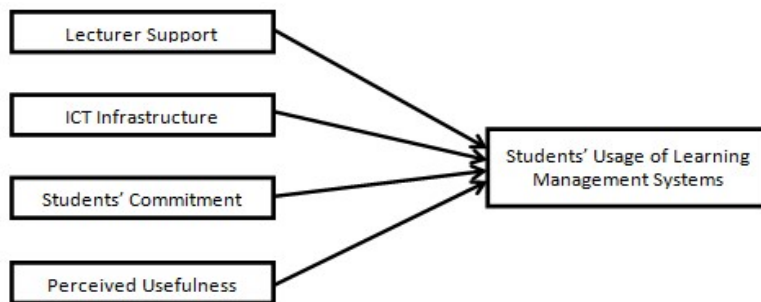 Lecturer Support
ICT Infrastructure
Students’ Commitment
Perceived Usefulness
Students’ Usage of Learning
Management Systems